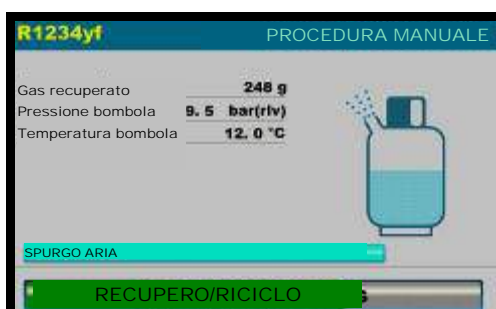 R1234yf PROCEDURA MANUALE
Gas recuperato 248 g
Pressione bombola 9.5 bar(rlv)
Temperatura bombola 12.0 °C
SPURGO ARIA
RECUPERO/RICICLO